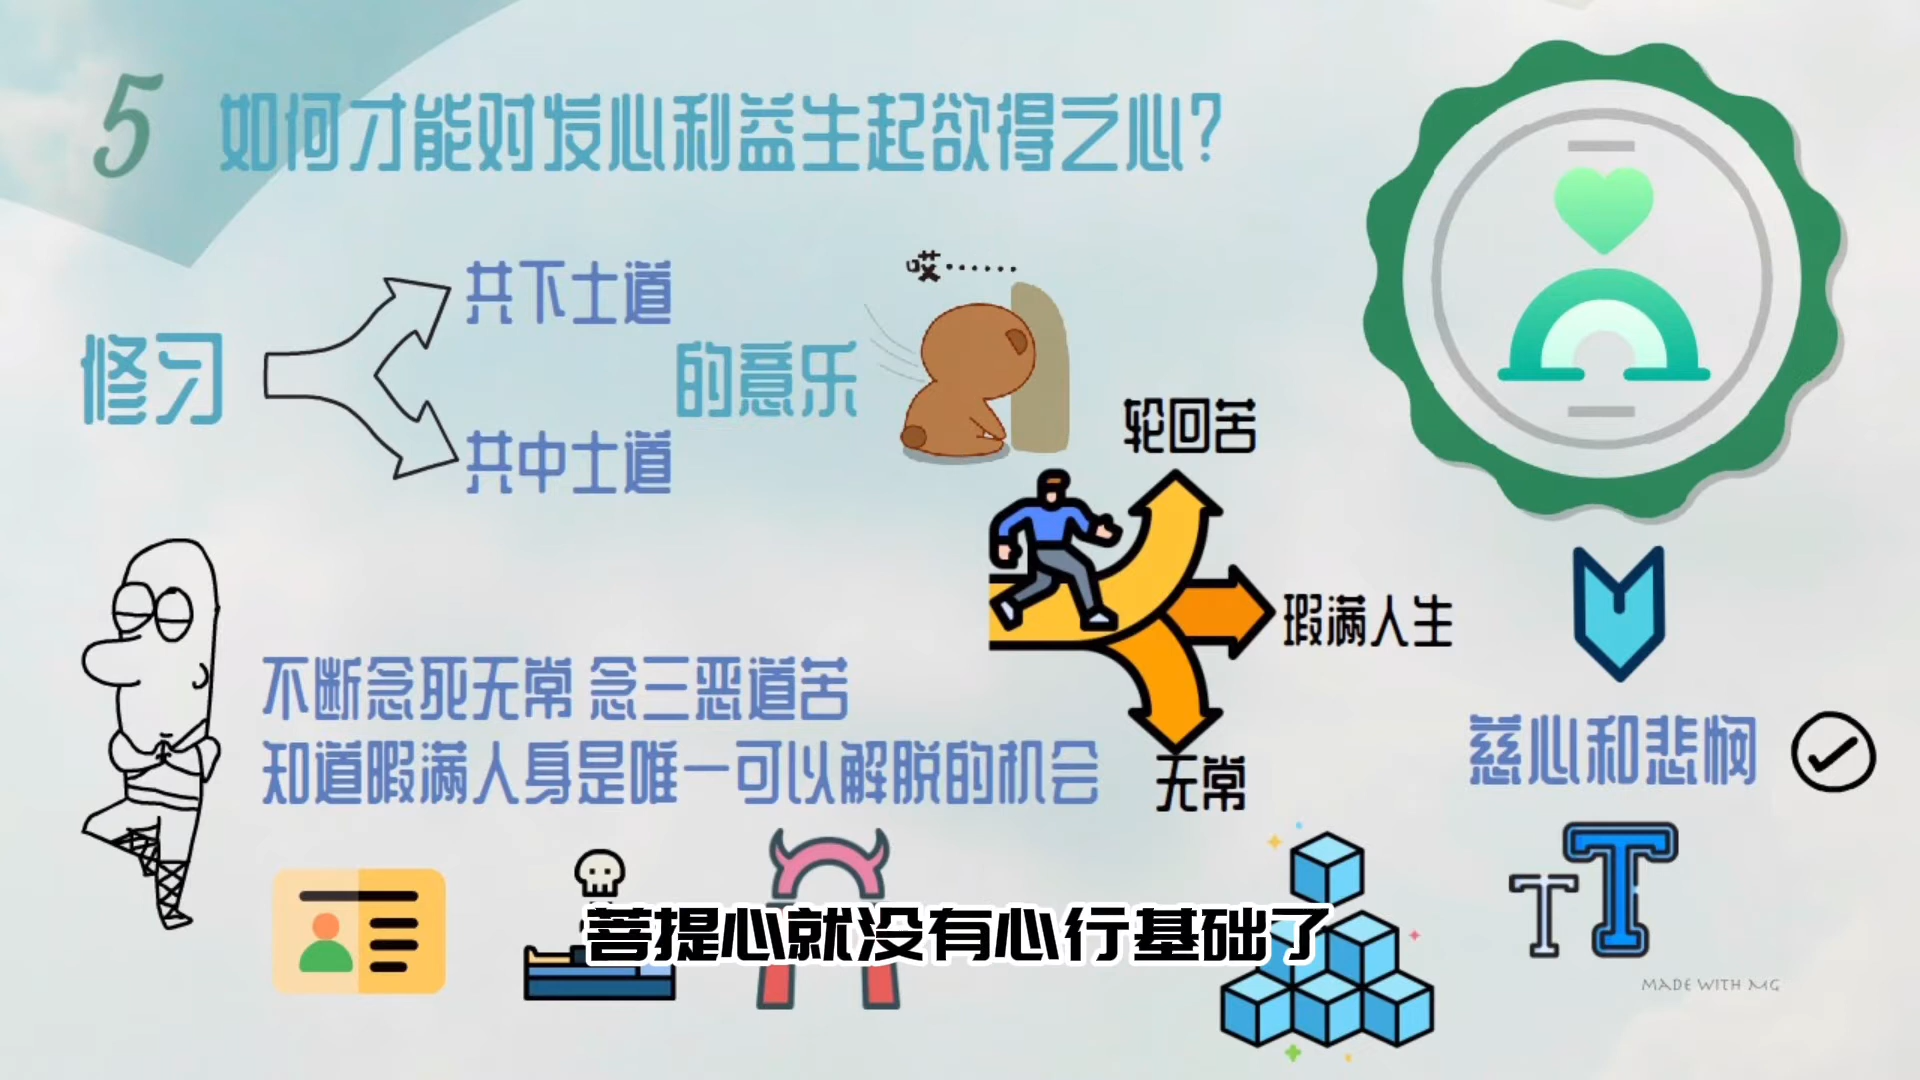 5 如何才能对发心利益生起欲得之心?
哎······
共下士道
修习
的意乐
共中士道
轮回苦
瑕满人生
无常
不断念死无常 念三恶道苦
知道暇满人身是唯一可以解脱的机会
慈心和悲悯
TT
菩提心就没有心行基础了
MADE WITH MG